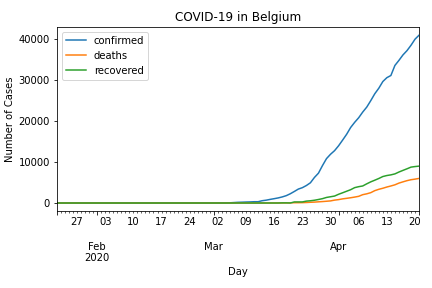 COVID-19 in Belgium
confirmed
deaths
recovered
Number of Cases
40000
30000
20000
10000
0
27 03 10 17 24 02 09 16 23 30 06 13 20
Feb Mar Apr
2020
Day